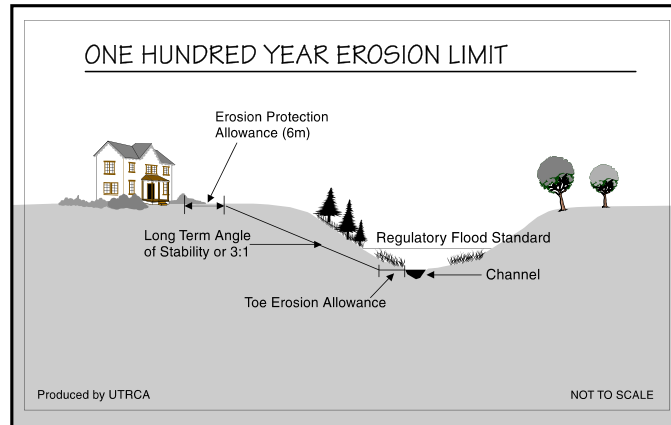 ONE HUNDRED YEAR EROSION LIMIT
Erosion Protection
Allowance (6m)
Long Term Angle
of Stability or 3:1
Regulatory Flood Standard
Channel
Toe Erosion Allowance
Produced by UTRCA
NOT TO SCALE